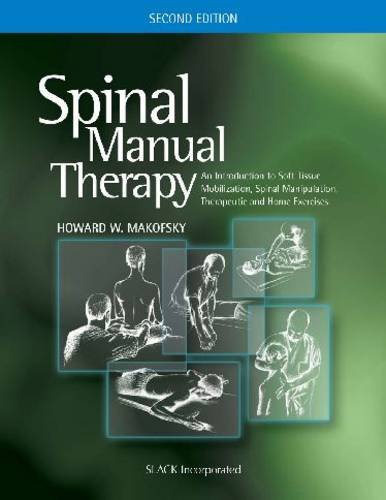 SECOND EDITION
Spinal
Manual
Therapy
An Introduction to Soft Tissue
Mobilization, Spinal Manipulation,
Therapeutic and Home Exercises
HOWARD W. MAKOFSKY
SLACK Incorporated